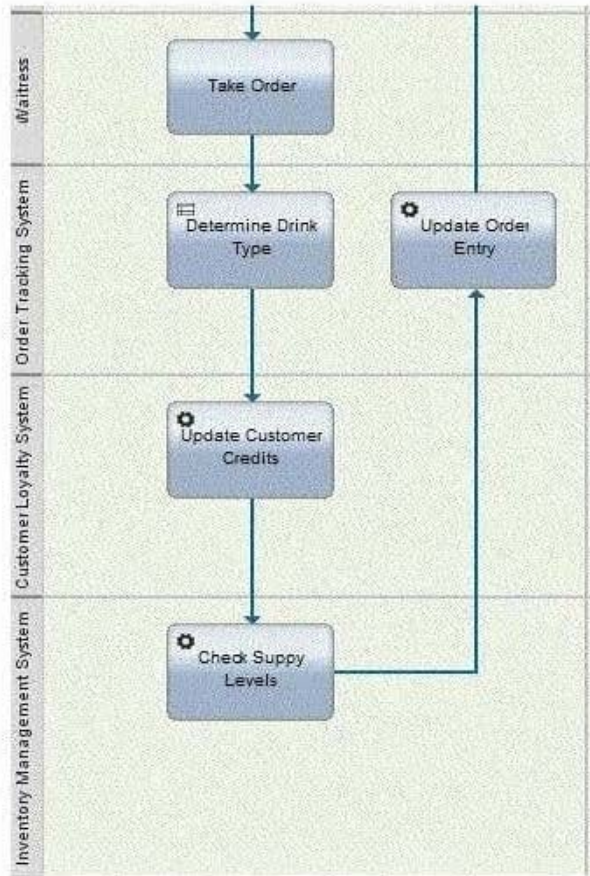 Waitress
Take Order
Order Tracking System
Determine Drink
Type
Update Order
Entry
Customer Loyalty System
Update Customer
Credits
Inventory Management System
Check Suppy
Levels